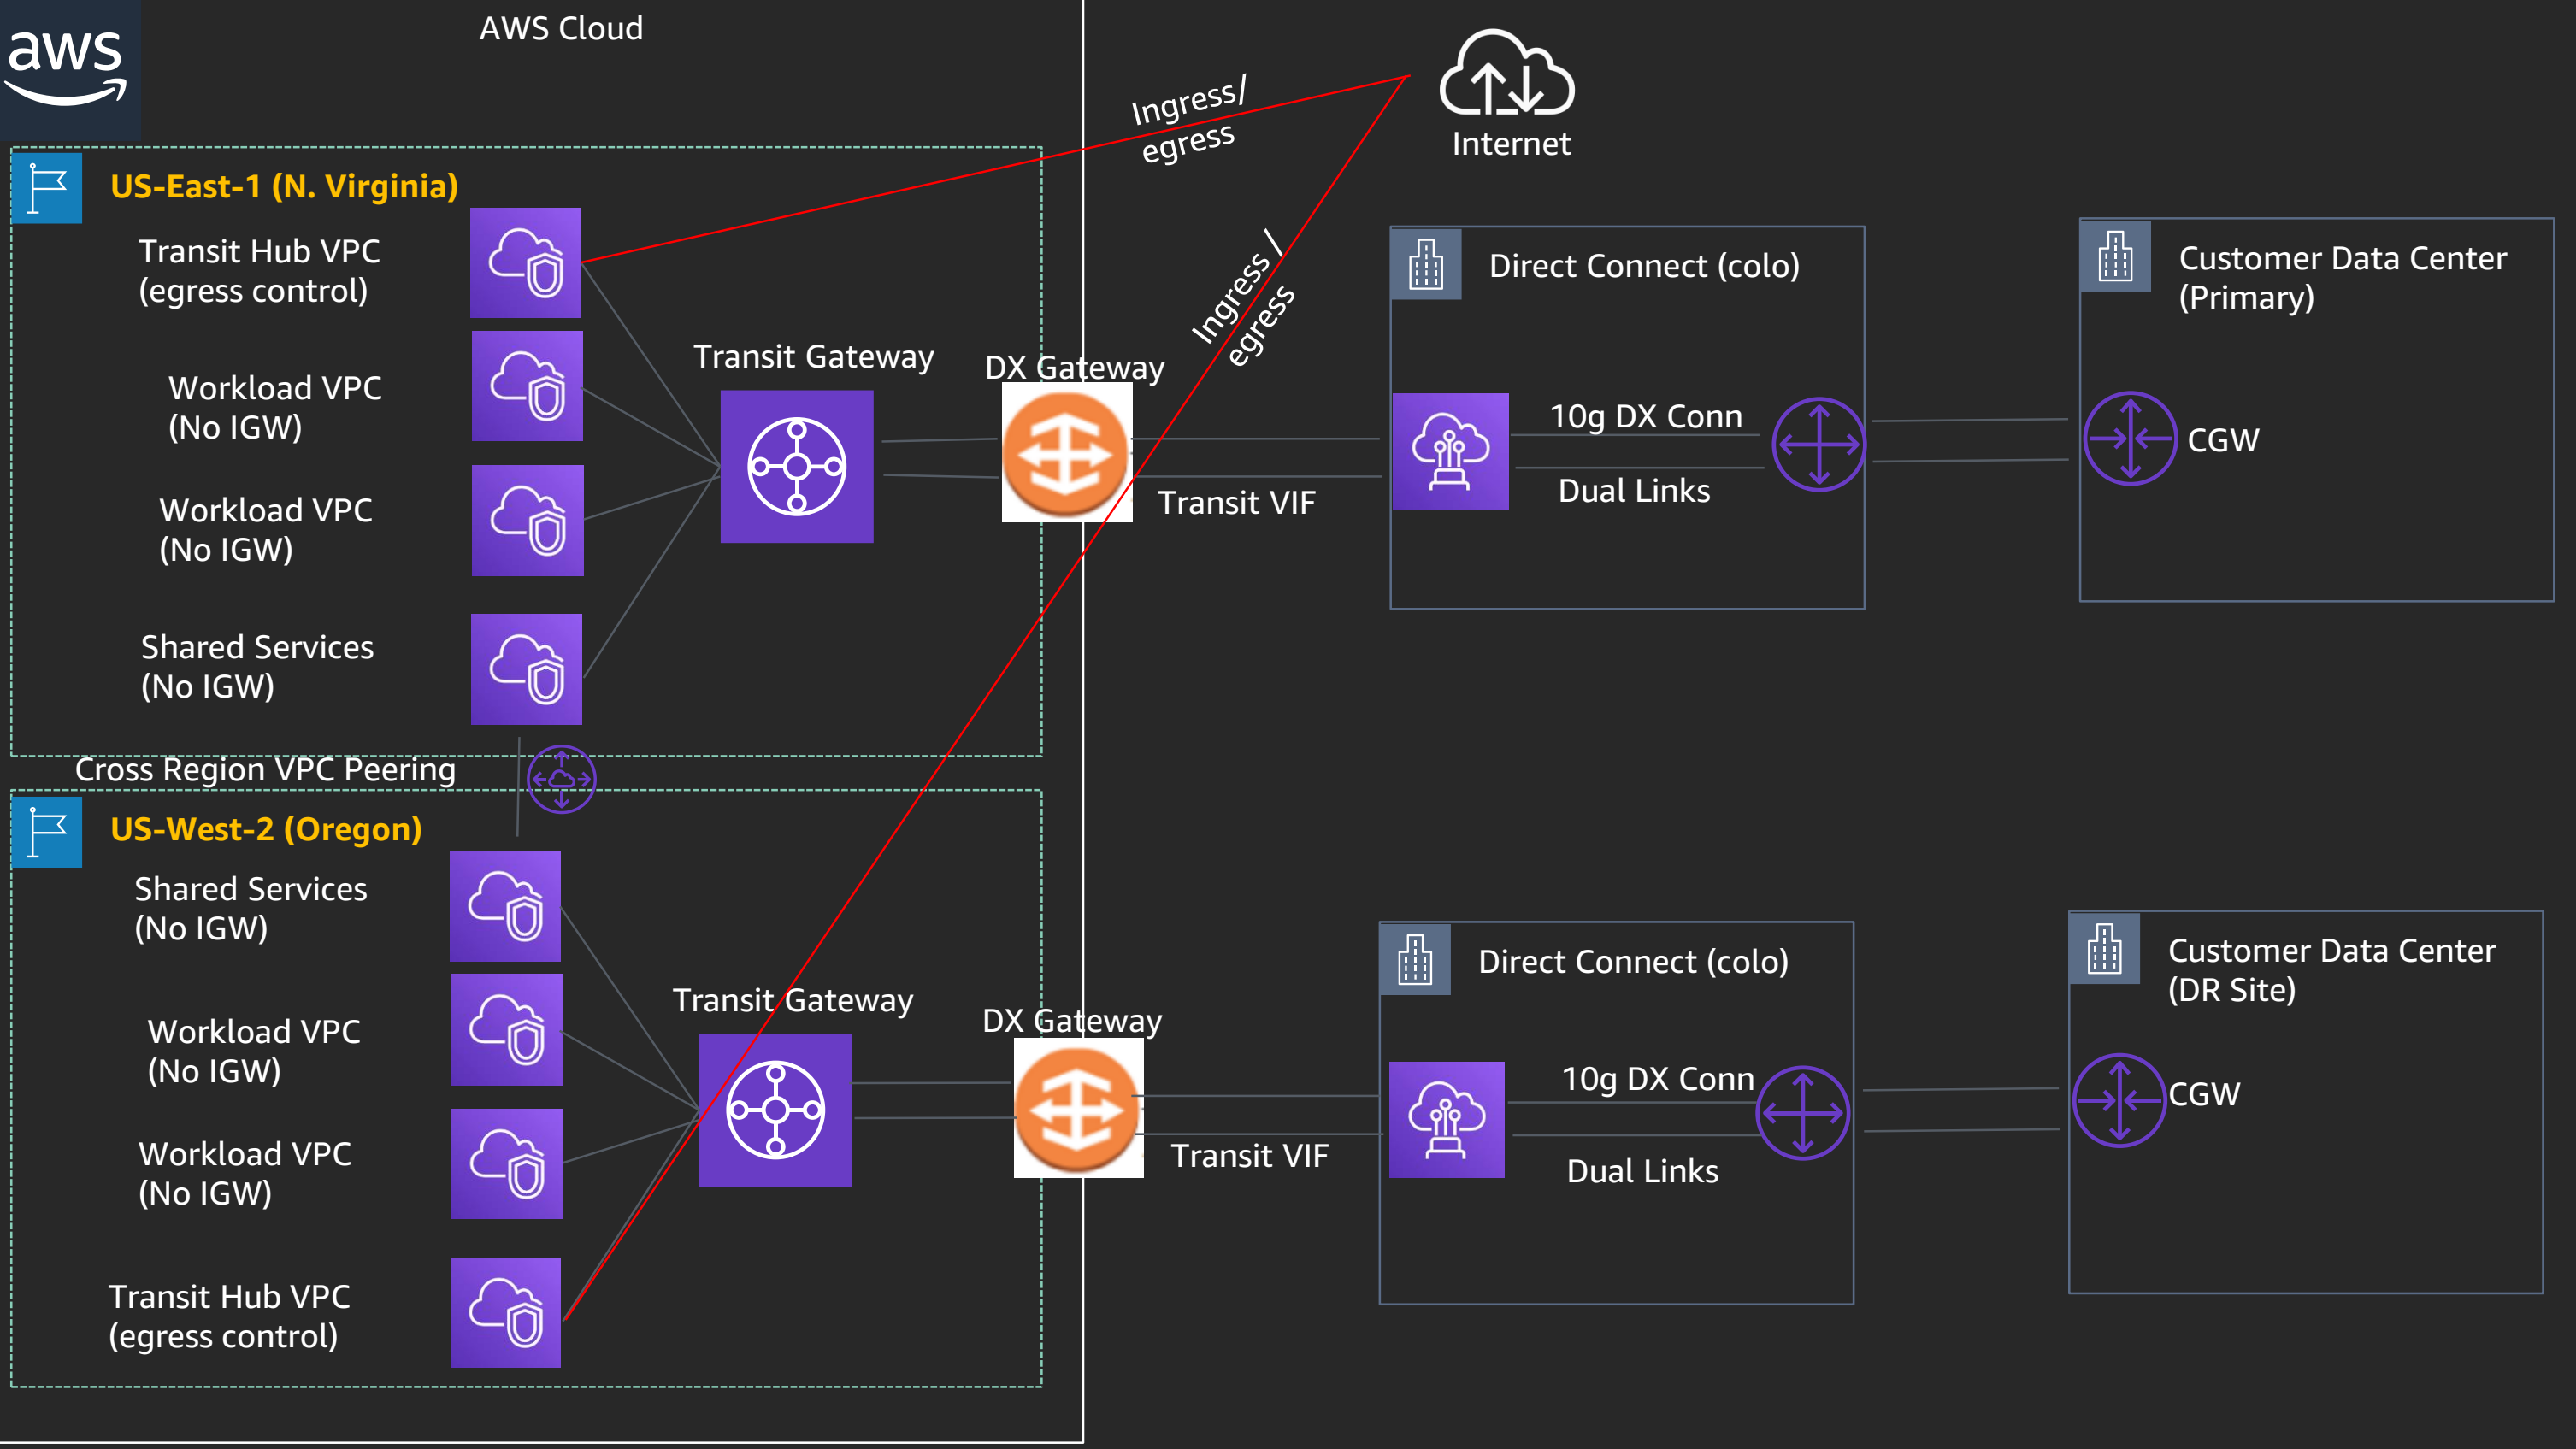 aws
AWS Cloud
Internet
Ingress/
egress
Ingress /
egress
US-East-1 (N. Virginia)
Transit Hub VPC
(egress control)
Workload VPC
(No IGW)
Workload VPC
(No IGW)
Shared Services
(No IGW)
Transit Gateway
DX Gateway
Transit VIF
Direct Connect (colo)
10g DX Conn
Dual Links
Customer Data Center
(Primary)
CGW
Cross Region VPC Peering
US-West-2 (Oregon)
Shared Services
(No IGW)
Workload VPC
(No IGW)
Workload VPC
(No IGW)
Transit Hub VPC
(egress control)
Transit Gateway
DX Gateway
Transit VIF
Direct Connect (colo)
10g DX Conn
Dual Links
Customer Data Center
(DR Site)
CGW